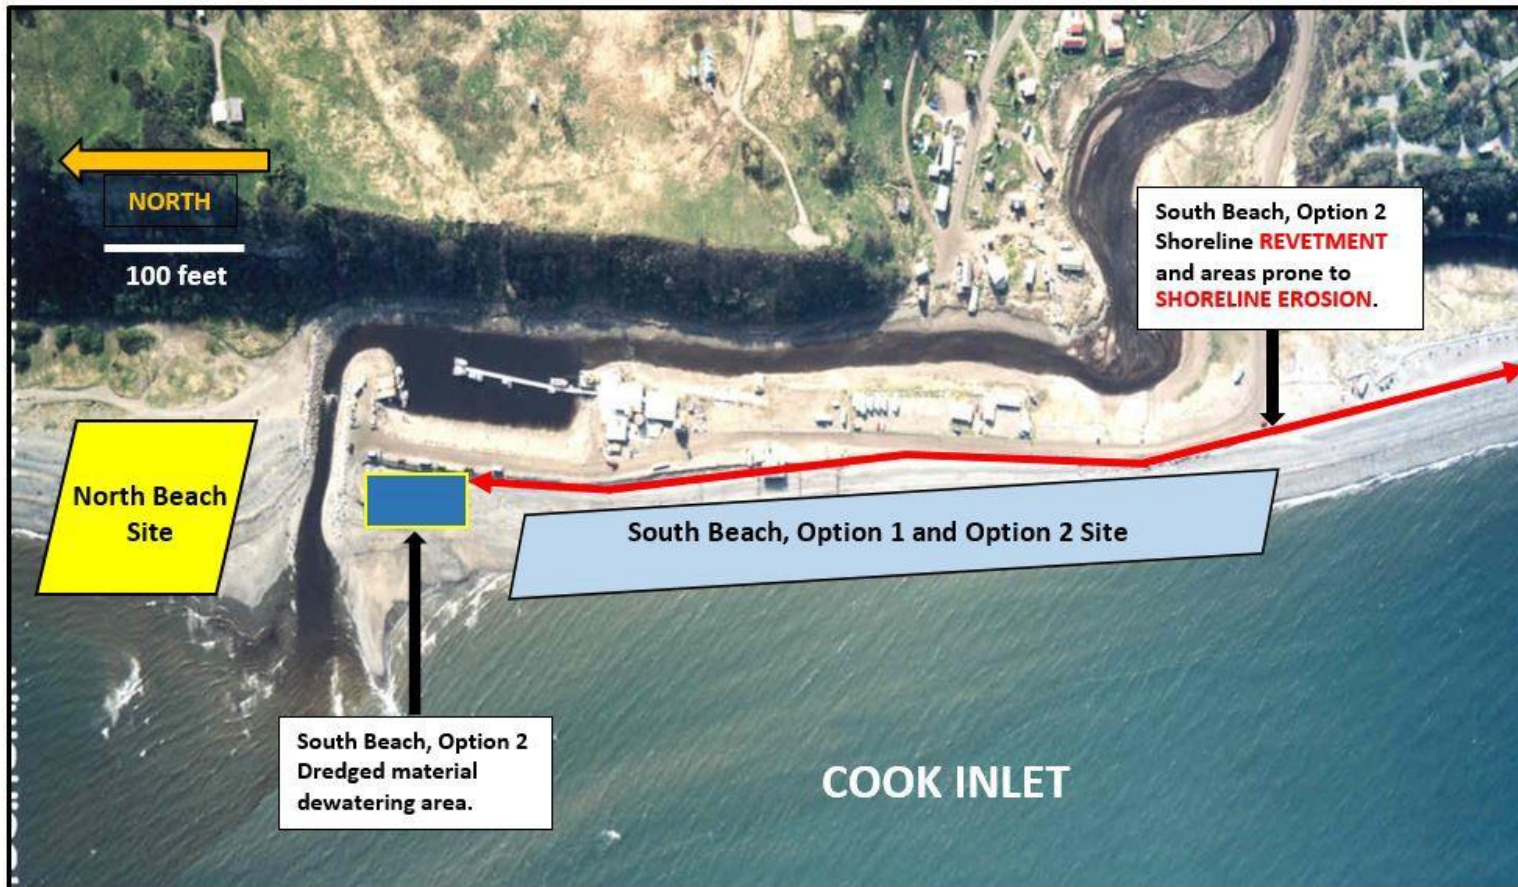 NORTH
100 feet
South Beach, Option 2
Shoreline REVETMENT
and areas prone to
SHORELINE EROSION.
North Beach
Site
South Beach, Option 1 and Option 2 Site
South Beach, Option 2
Dredged material
dewatering area.
COOK INLET